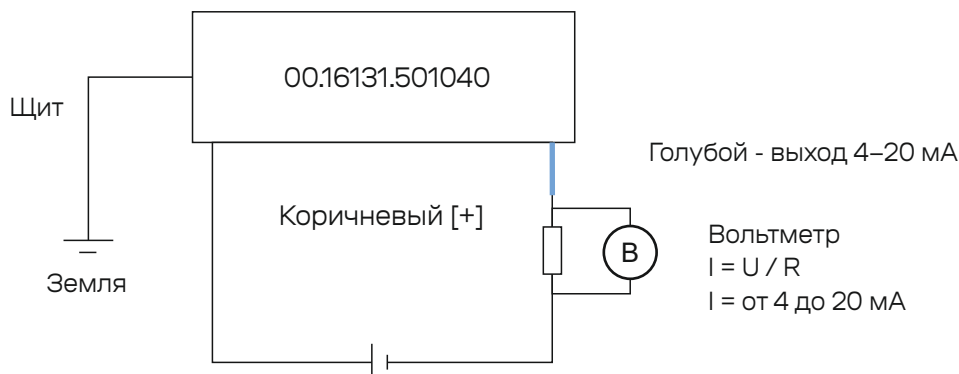 00.16131.501040
Щит
Голубой - выход 4–20 мА
Коричневый [+]
В
Вольтметр
I = U / R
I = от 4 до 20 мА
Земля